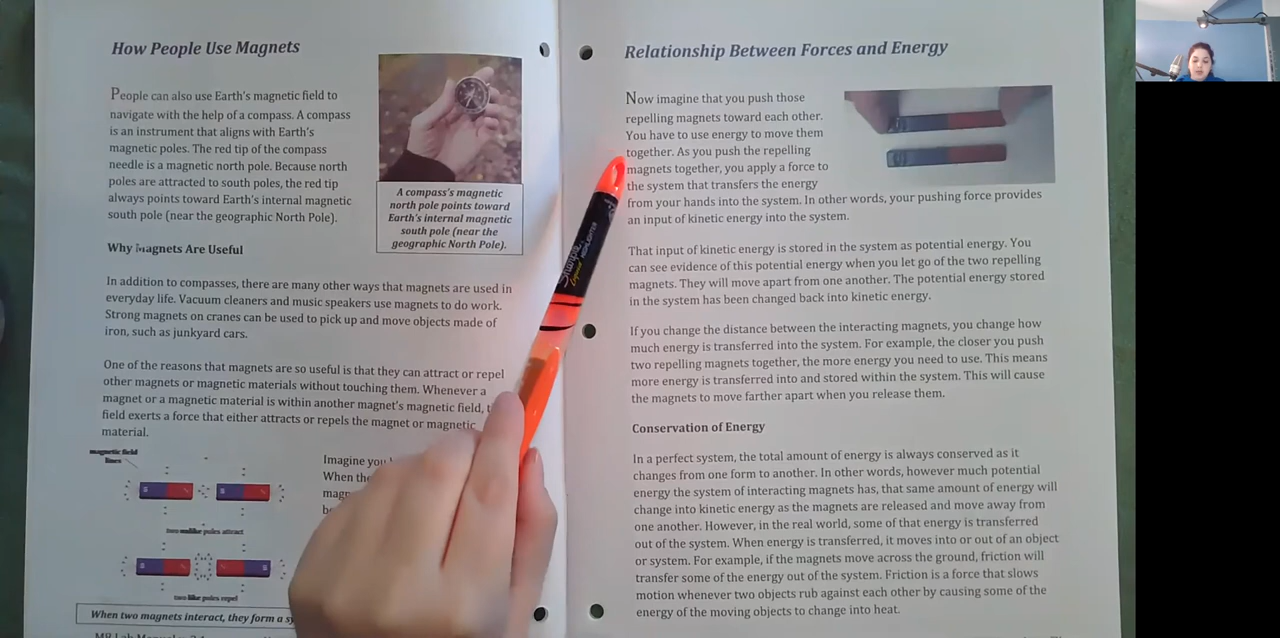 How People Use Magnets
People can also use Earth's magnetic field to
navigate with the help of a compass. A compass
is an instrument that aligns with Earth's
magnetic poles. The red tip of the compass
needle is a magnetic north pole. Because north
poles are attracted to south poles, the red tip
always points toward Earth's internal magnetic
south pole (near the geographic North Pole).
A compass's magnetic
north pole points toward
Earth's internal magnetic
south pole (near the
geographic North Pole).
Why Magnets Are Useful
In addition to compasses, there are many other ways that magnets are used in
everyday life. Vacuum cleaners and music speakers use magnets to do work.
Strong magnets on cranes can be used to pick up and move objects made of
iron, such as junkyard cars.
One of the reasons that magnets are so useful is that they can attract or repel
other magnets or magnetic materials without touching them. Whenever a
magnet or a magnetic material is within another magnet's magnetic field,
field exerts a force that either attracts or repels the magnet or magnetic
material.
magnetic field
lines
two unlike poles attract
two like poles repel
Imagine you
When the
When two magnets interact, they form a
Relationship Between Forces and Energy
Now imagine that you push those
repelling magnets toward each other.
You have to use energy to move them
together. As you push the repelling
magnets together, you apply a force to
the system that transfers the energy
from your hands into the system. In other words, your pushing force provides
an input of kinetic energy into the system.
That input of kinetic energy is stored in the system as potential energy. You
can see evidence of this potential energy when you let go of the two repelling
magnets. They will move apart from one another. The potential energy stored
in the system has been changed back into kinetic energy.
If you change the distance between the interacting magnets, you change how
much energy is transferred into the system. For example, the closer you push
two repelling magnets together, the more energy you need to use. This means
more energy is transferred into and stored within the system. This will cause
the magnets to move farther apart when you release them.
Conservation of Energy
In a perfect system, the total amount of energy is always conserved as it
changes from one form to another. In other words, however much potential
energy the system of interacting magnets has, that same amount of energy will
change into kinetic energy as the magnets are released and move away from
one another. However, in the real world, some of that energy is transferred
out of the system. When energy is transferred, it moves into or out of an object
or system. For example, if the magnets move across the ground, friction will
transfer some of the energy out of the system. Friction is a force that slows
motion whenever two objects rub against each other by causing some of the
energy of the moving objects to change into heat.
Sharpie
HIGHLIGHTER